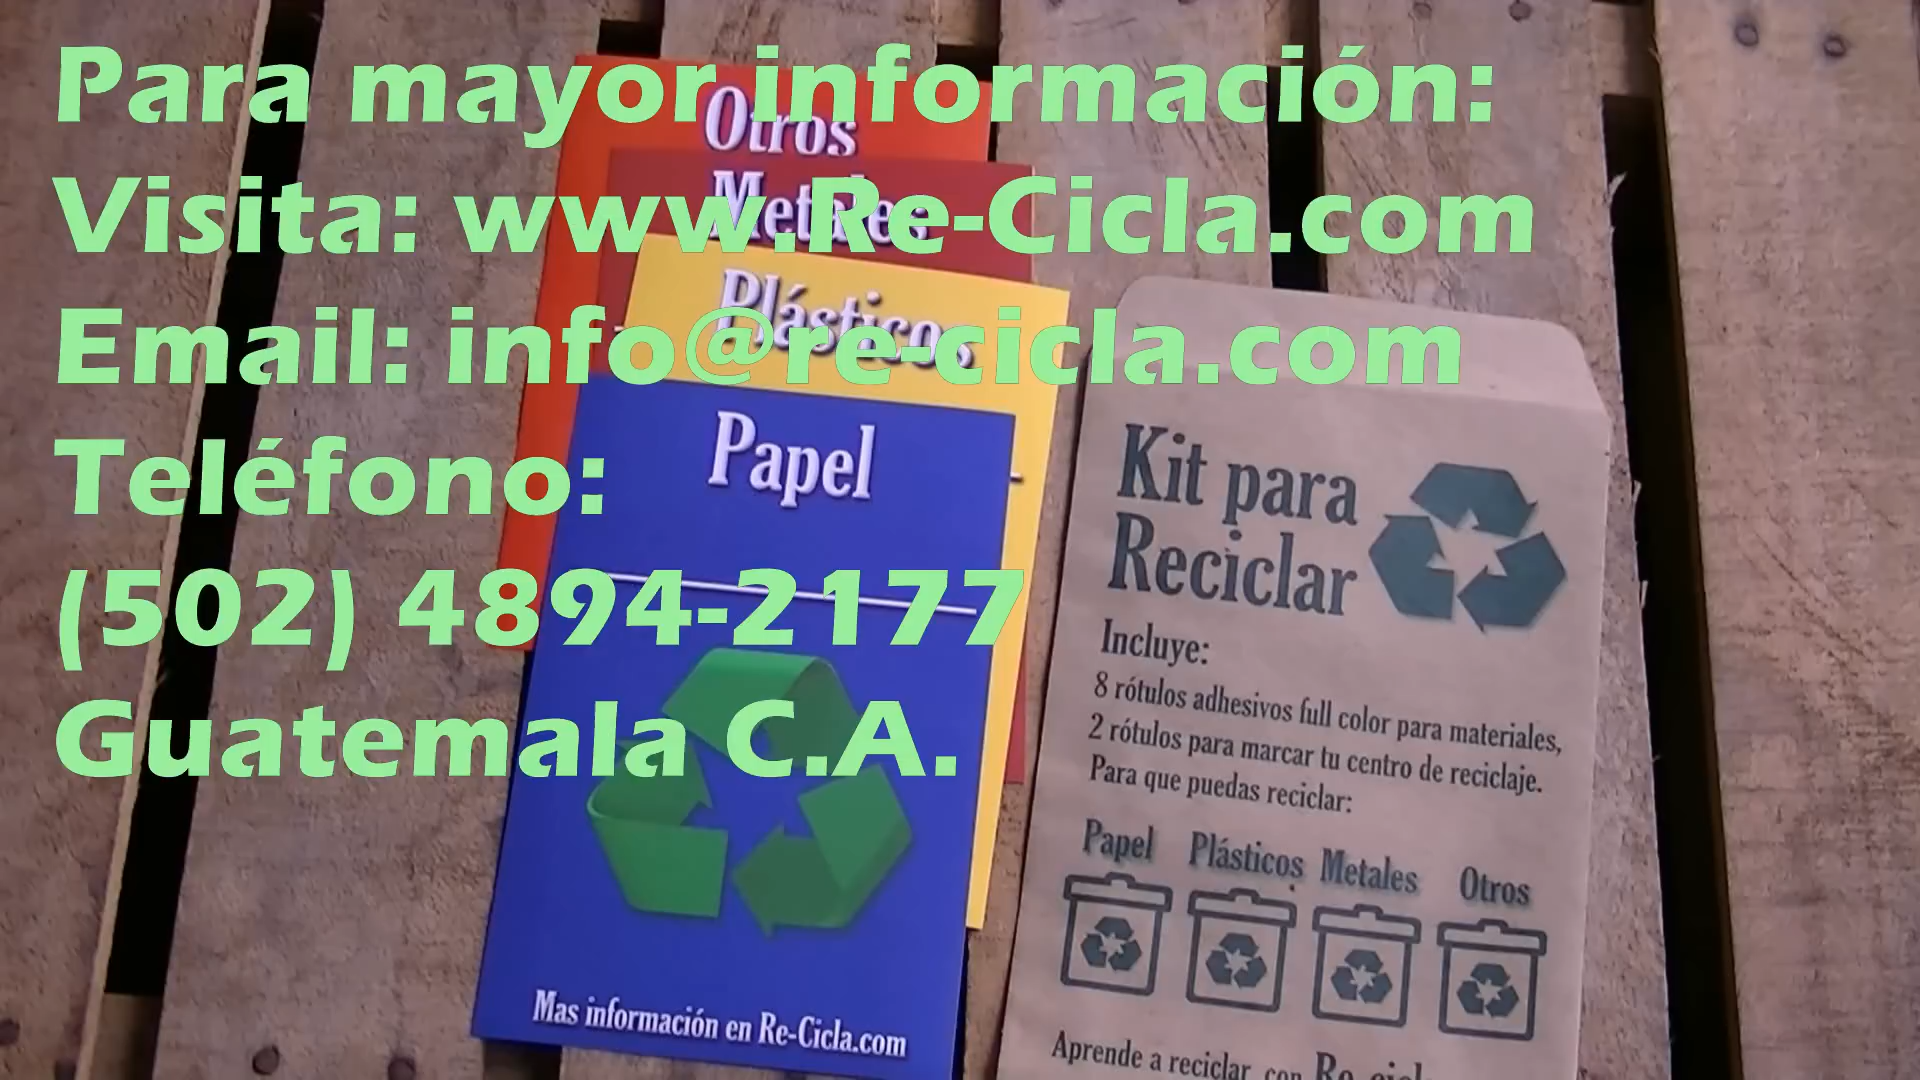 Para mayor información:
Visita: www.Re-Cicla.com
Email: info@re-cicla.com
Teléfono:
(502) 4894-2177
Guatemala C.A.
Otros
Metales
Plásticos
Papel
Mas información en Re-Cicla.com
Kit para
Reciclar
Incluye:
8 rótulos adhesivos full color para materiales,
2 rótulos para marcar tu centro de reciclaje.
Para que puedas reciclar:
Papel Plásticos Metales Otros
Aprende a reciclar con